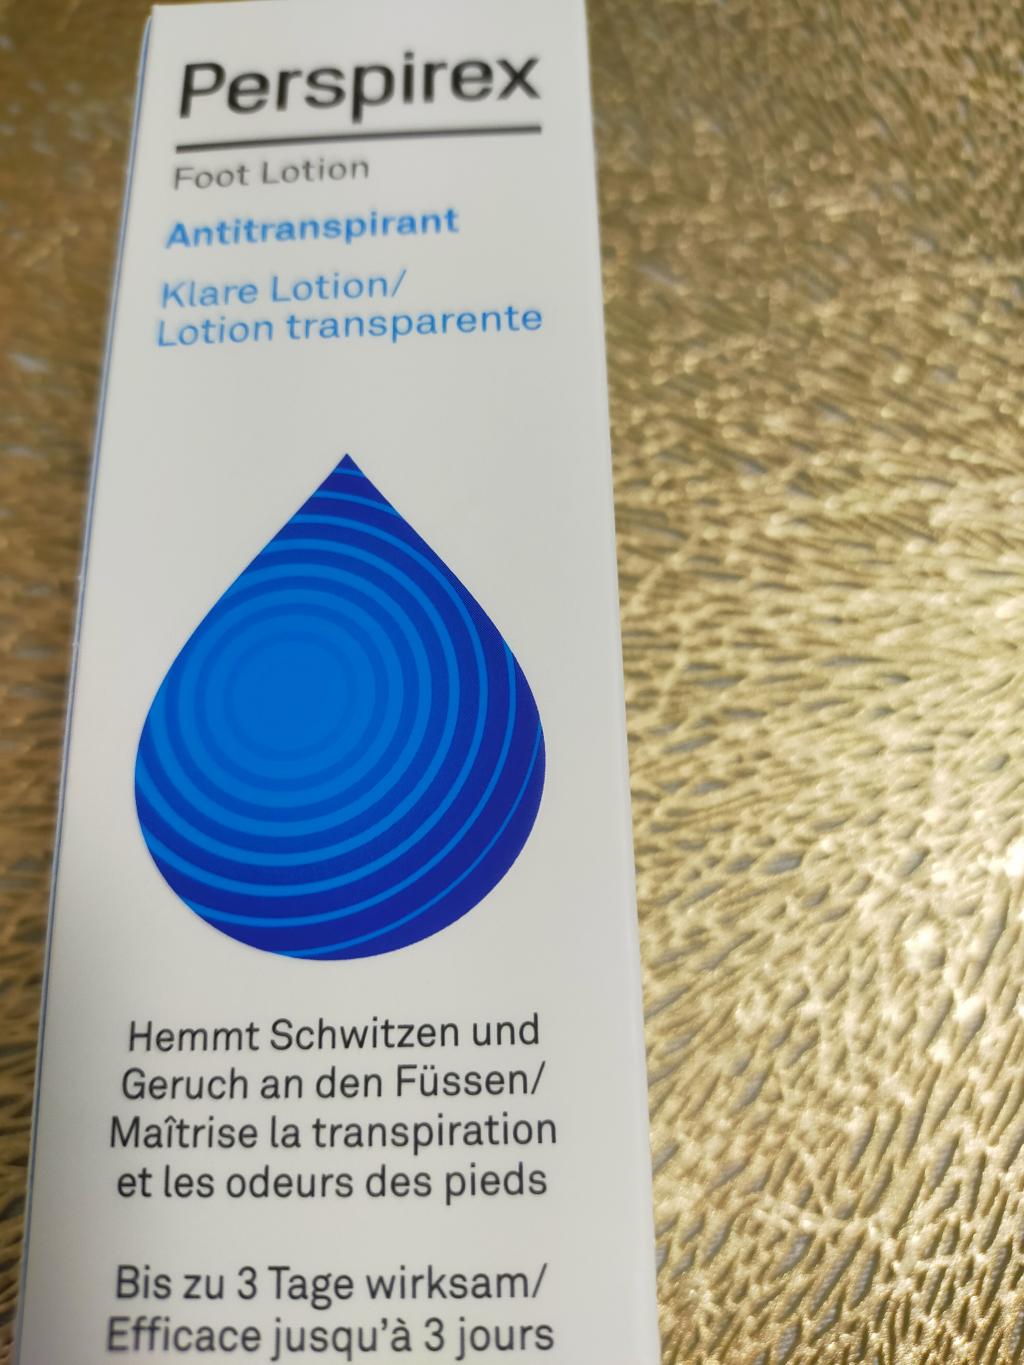 Perspirex
Foot Lotion
Antitranspirant
Klare Lotion/
Lotion transparente
Hemmt Schwitzen und
Geruch an den Füssen/
Maîtrise la transpiration
et les odeurs des pieds
Bis zu 3 Tage wirksam/
Efficace jusqu'à 3 jours